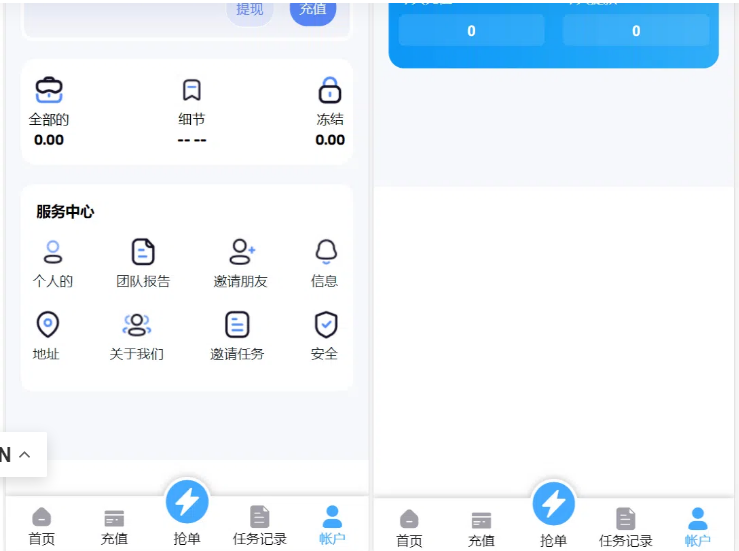 提现 充值
全部的 细节 冻结
0.00 -- -- 0.00
服务中心
个人的 团队报告 邀请朋友 信息
地址 关于我们 邀请任务 安全
N
首页 充值 抢单 任务记录 帐户
0 0
首页 充值 抢单 任务记录 帐户